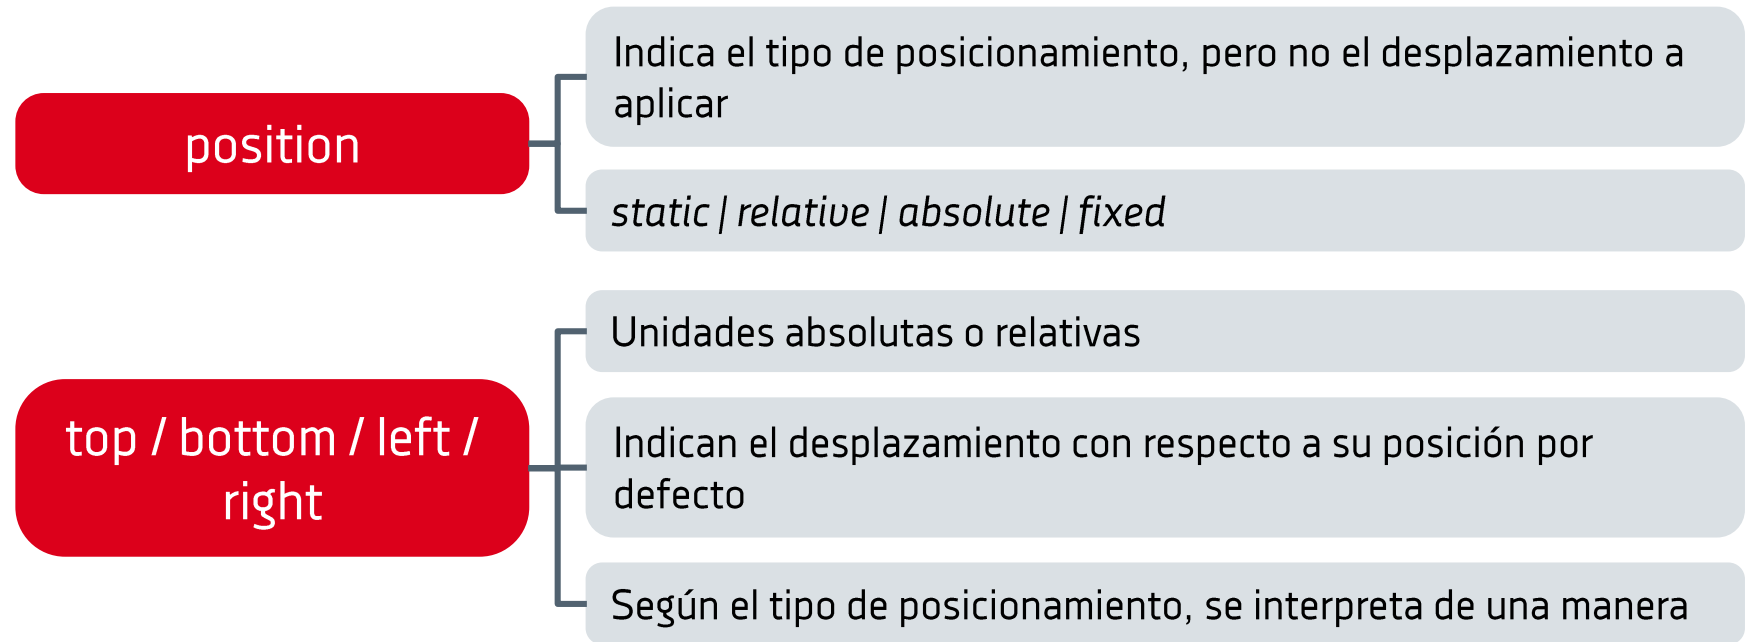 position
Indica el tipo de posicionamiento, pero no el desplazamiento a
aplicar
static | relative | absolute | fixed
top / bottom / left /
right
Unidades absolutas o relativas
Indican el desplazamiento con respecto a su posición por
defecto
Según el tipo de posicionamiento, se interpreta de una manera